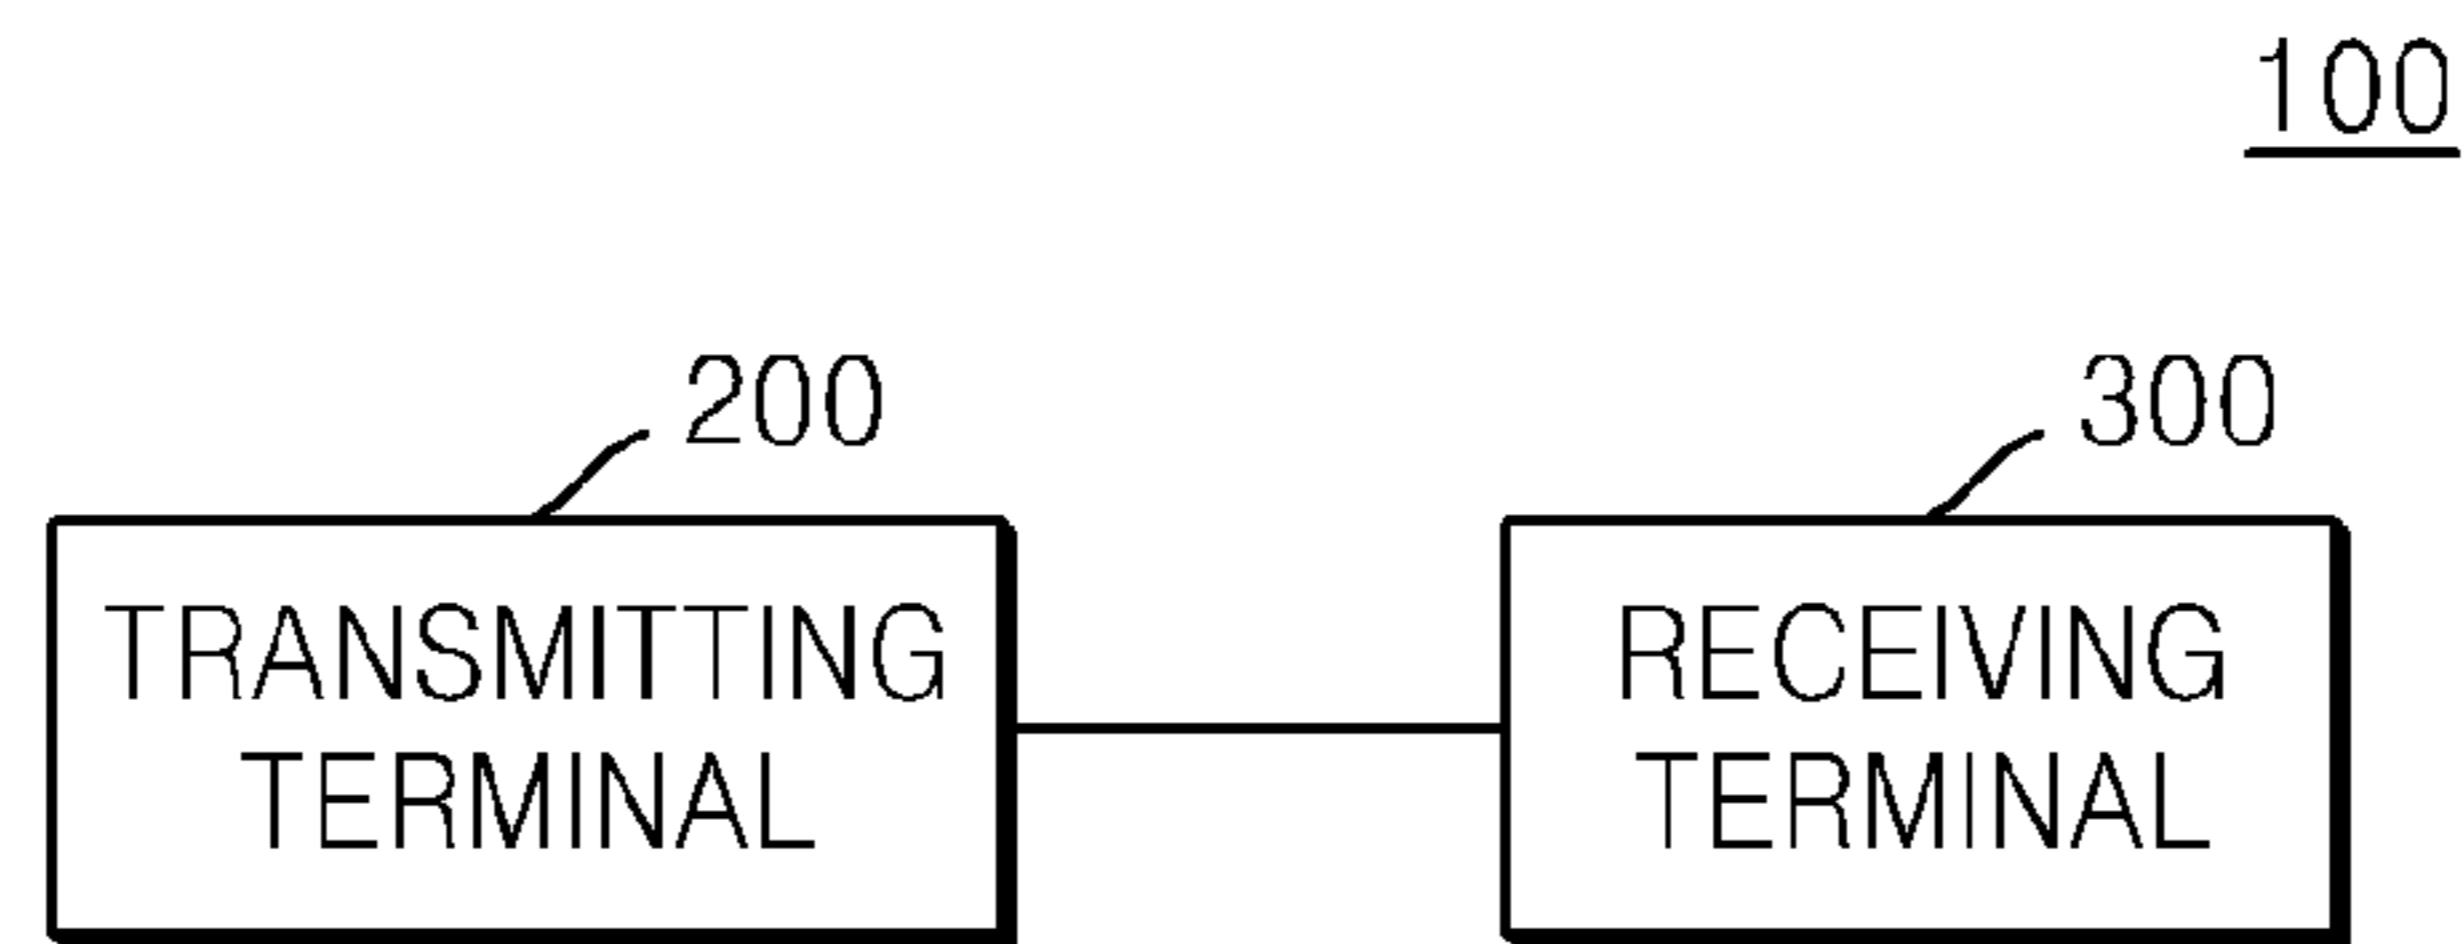 100
200
300
TRANSMITTING
TERMINAL
RECEIVING
TERMINAL